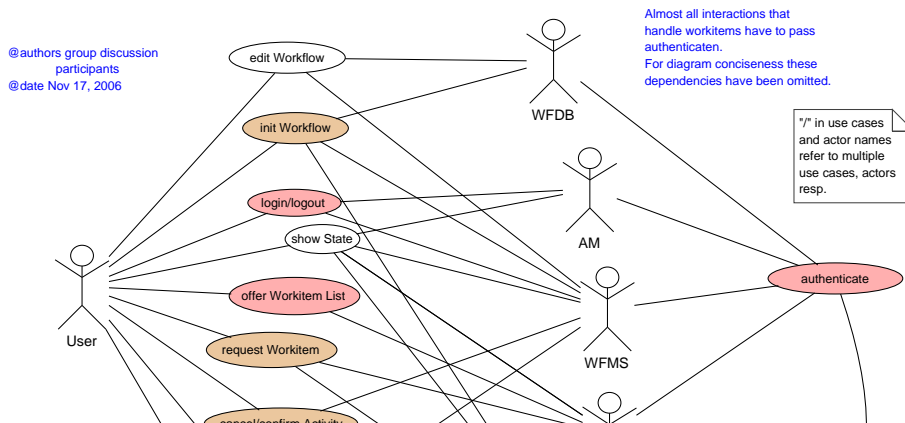 @authors group discussion
participants
@date Nov 17, 2006
Almost all interactions that
handle workitems have to pass
authenticaten.
For diagram conciseness these
dependencies have been omitted.
"/" in use cases
and actor names
refer to multiple
use cases, actors
resp.
edit Workflow
WFDB
init Workflow
login/logout
show State
AM
authenticate
offer Workitem List
User
request Workitem
WFMS
cancel/confirm Activity